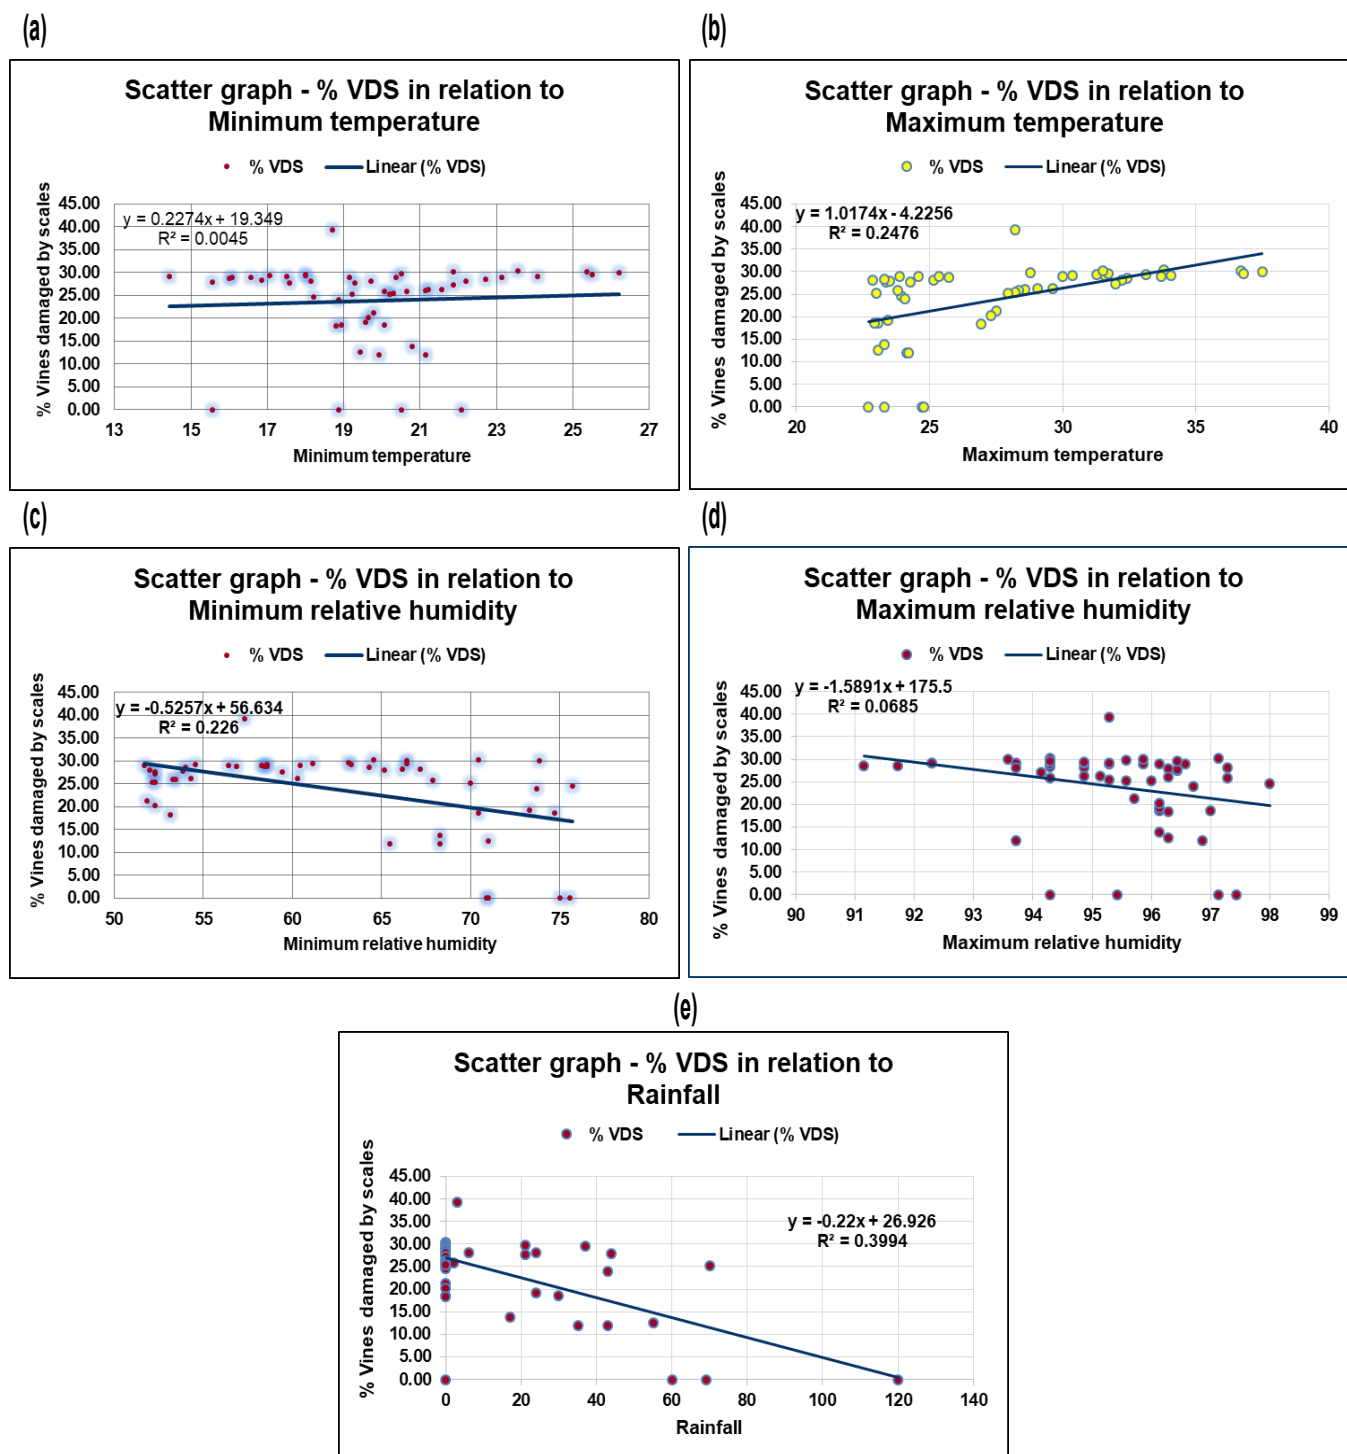 (a)
Scatter graph - % VDS in relation to
Minimum temperature
% VDS
Linear (% VDS)
% Vines damaged by scales
45.00
40.00
35.00
30.00
25.00
20.00
15.00
10.00
5.00
0.00
y = 0.2274x + 19.349
R² = 0.0045
13 15 17 19 21 23 25 27
Minimum temperature
(b)
Scatter graph - % VDS in relation to
Maximum temperature
% VDS
Linear (% VDS)
% Vines damaged by scales
45.00
40.00
35.00
30.00
25.00
20.00
15.00
10.00
5.00
0.00
y = 1.0174x - 4.2256
R² = 0.2476
20 25 30 35 40
Maximum temperature
(c)
Scatter graph - % VDS in relation to
Minimum relative humidity
% VDS
Linear (% VDS)
% Vines damaged by scales
45.00
40.00
35.00
30.00
25.00
20.00
15.00
10.00
5.00
0.00
y = -0.5257x + 56.634
R² = 0.226
50 55 60 65 70 75 80
Minimum relative humidity
(d)
Scatter graph - % VDS in relation to
Maximum relative humidity
% VDS
Linear (% VDS)
% Vines damaged by scales
45.00
40.00
35.00
30.00
25.00
20.00
15.00
10.00
5.00
0.00
y = -1.5891x + 175.5
R² = 0.0685
90 91 92 93 94 95 96 97 98 99
Maximum relative humidity
(e)
Scatter graph - % VDS in relation to
Rainfall
% VDS
Linear (% VDS)
% Vines damaged by scales
45.00
40.00
35.00
30.00
25.00
20.00
15.00
10.00
5.00
0.00
y = -0.22x + 26.926
R² = 0.3994
0 20 40 60 80 100 120 140
Rainfall